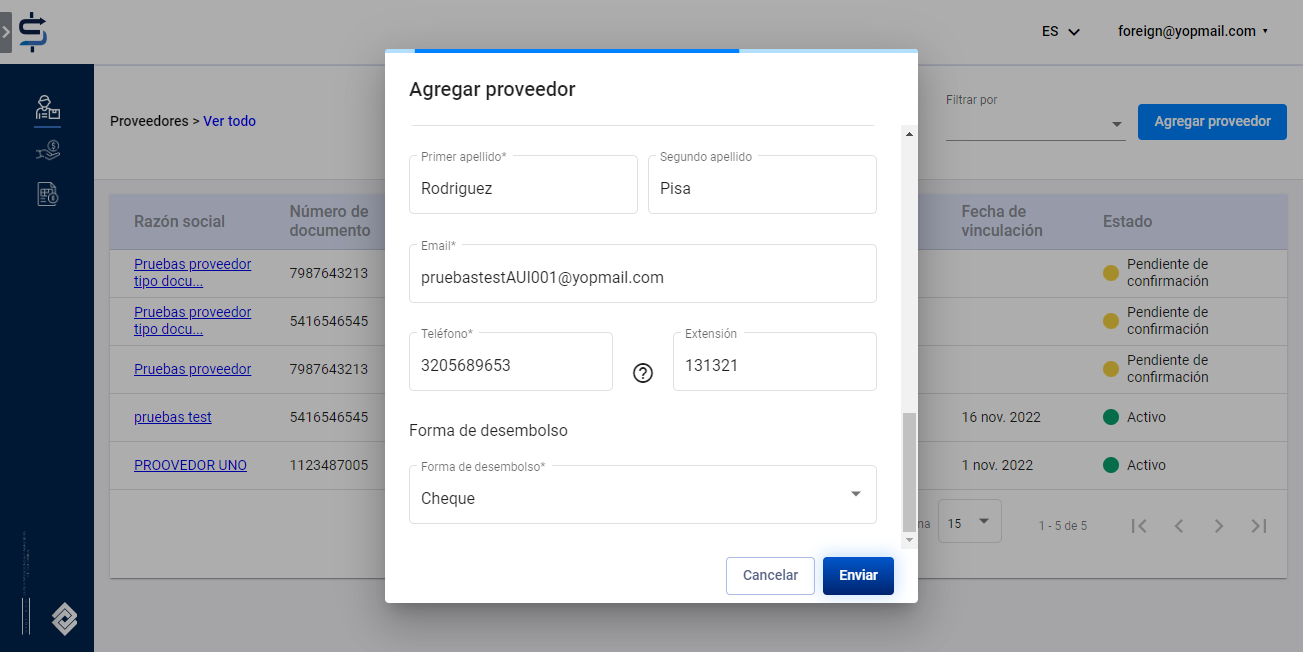 ES
foreign@yopmail.com
Proveedores > Ver todo
Filtrar por
Agregar proveedor
Razón social
Número de documento
Fecha de vinculación
Estado
Pruebas proveedor tipo docu...
7987643213
Pendiente de confirmación
Pruebas proveedor tipo docu...
5416546545
Pendiente de confirmación
Pruebas proveedor
7987643213
Pendiente de confirmación
pruebas test
5416546545
16 nov. 2022
Activo
PROOVEDOR UNO
1123487005
1 nov. 2022
Activo
na
15
1 - 5 de 5
Agregar proveedor
Primer apellido*
Rodriguez
Segundo apellido
Pisa
Email*
pruebastestAUI001@yopmail.com
Teléfono*
3205689653
Extensión
131321
Forma de desembolso
Forma de desembolso*
Cheque
Cancelar
Enviar